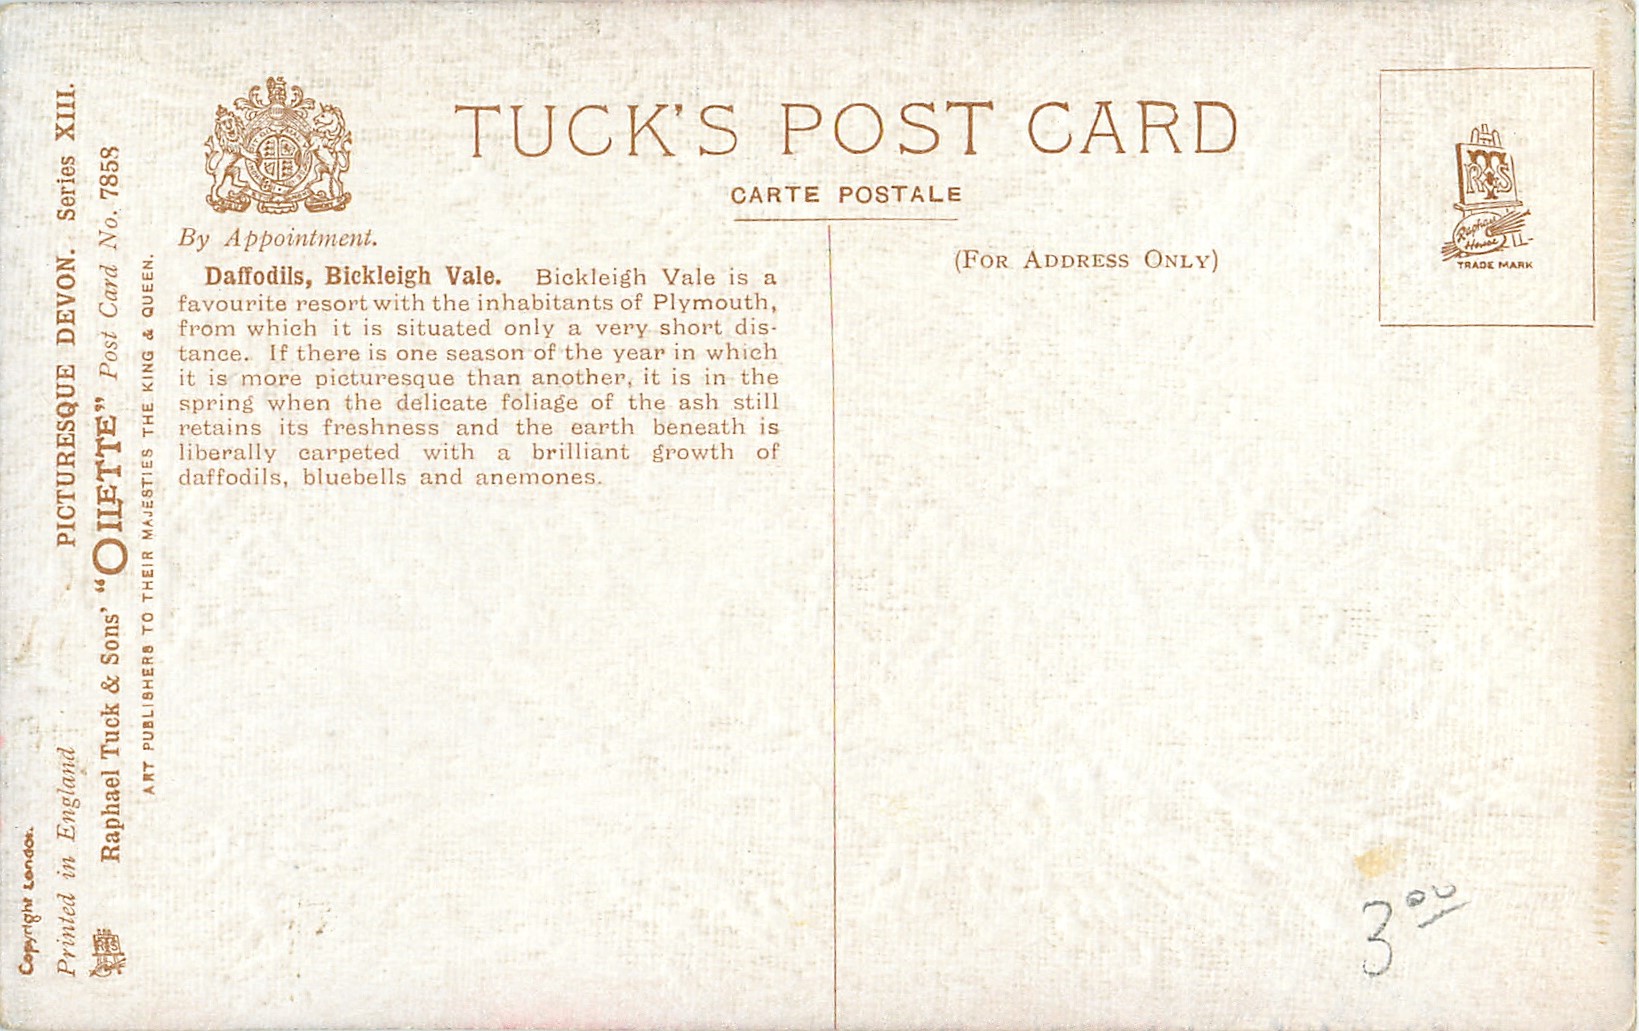 TUCK'S POST CARD
CARTE POSTALE
By Appointment.
(FOR ADDRESS ONLY)
Daffodils, Bickleigh Vale. Bickleigh Vale is a
favourite resort with the inhabitants of Plymouth,
from which it is situated only a very short dis-
tance. If there is one season of the year in which
it is more picturesque than another, it is in the
spring when the delicate foliage of the ash still
retains its freshness and the earth beneath is
liberally carpeted with a brilliant growth of
daffodils, bluebells and anemones.
RTS
Raphael
House
TRADE MARK
Copyright London.
Printed in England
PICTURESQUE DEVON. Series XIII.
Raphael Tuck & Sons' "OILETTE" Post Card No. 7858
ART PUBLISHERS TO THEIR MAJESTIES THE KING & QUEEN.
3.00